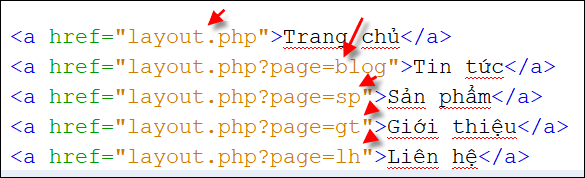 <a href="layout.php">Trang chủ</a>
<a href="layout.php?page=blog">Tin tức</a>
<a href="layout.php?page=sp">Sản phẩm</a>
<a href="layout.php?page=gt">Giới thiệu</a>
<a href="layout.php?page=lh">Liên hệ</a>